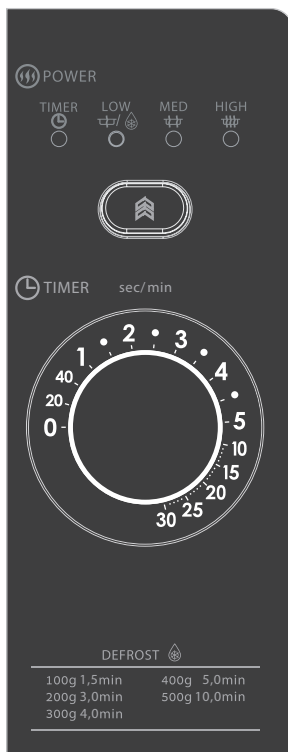 POWER
TIMER LOW MED HIGH
TIMER sec/min
0 20 40 1 2 3 4 5 10 15 20 25 30
DEFROST
100g 1,5min 400g 5,0min
200g 3,0min 500g 10,0min
300g 4,0min